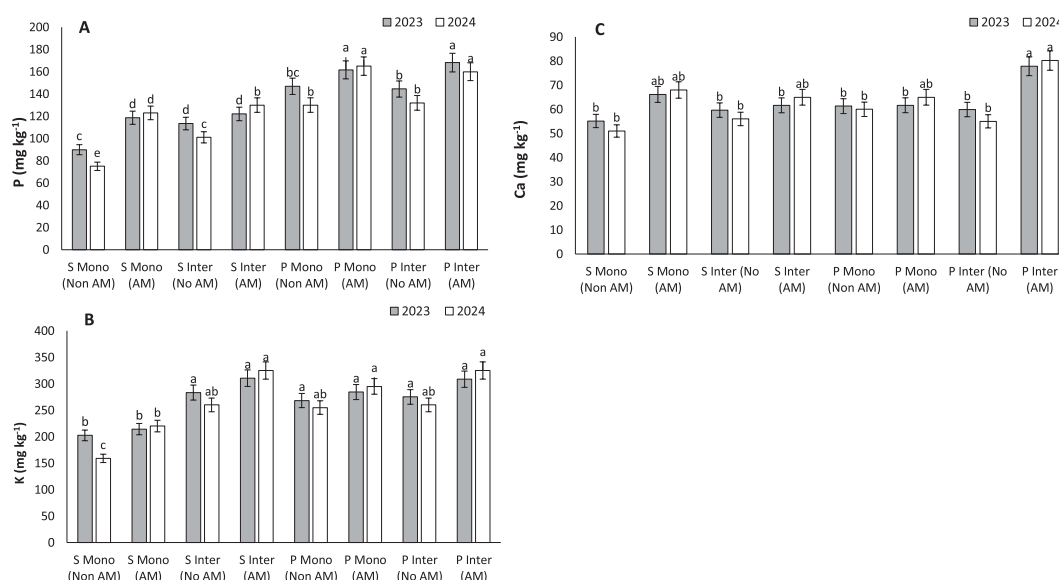 A
2023 2024
P (mg kg-1)
200
180
160
140
120
100
80
60
40
20
0
c e d d d c d b bc b a a b b a a
S Mono (Non AM)
S Mono (AM)
S Inter (No AM)
S Inter (AM)
P Mono (Non AM)
P Mono (AM)
P Inter (No AM)
P Inter (AM)
C
2023 2024
Ca (mg kg-1)
90
80
70
60
50
40
30
20
10
0
b b ab ab b b b ab b b b ab b b a a
S Mono (Non AM)
S Mono (AM)
S Inter (No AM)
S Inter (AM)
P Mono (Non AM)
P Mono (AM)
P Inter (No AM)
P Inter (AM)
B
2023 2024
K (mg kg-1)
400
350
300
250
200
150
100
50
0
b c b b a ab a a a ab a a a ab a a
S Mono (Non AM)
S Mono (AM)
S Inter (No AM)
S Inter (AM)
P Mono (Non AM)
P Mono (AM)
P Inter (No AM)
P Inter (AM)